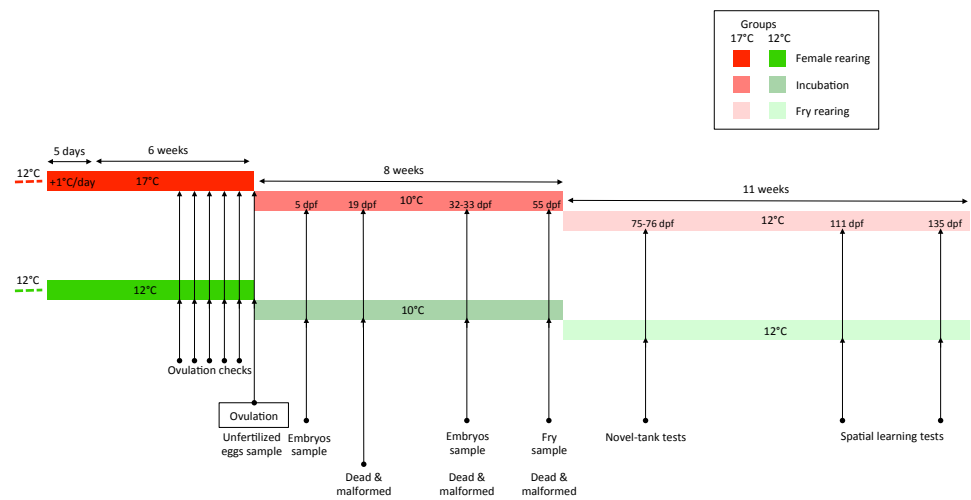 Groups
17°C 12°C
Female rearing
Incubation
Fry rearing
5 days
6 weeks
8 weeks
11 weeks
12°C
+1°C/day
17°C
10°C
5 dpf
19 dpf
32-33 dpf
55 dpf
12°C
75-76 dpf
111 dpf
135 dpf
12°C
12°C
10°C
12°C
Ovulation checks
Ovulation
Unfertilized
eggs sample
Embryos
sample
Dead &
malformed
Embryos
sample
Dead &
malformed
Fry
sample
Dead &
malformed
Novel-tank tests
Spatial learning tests